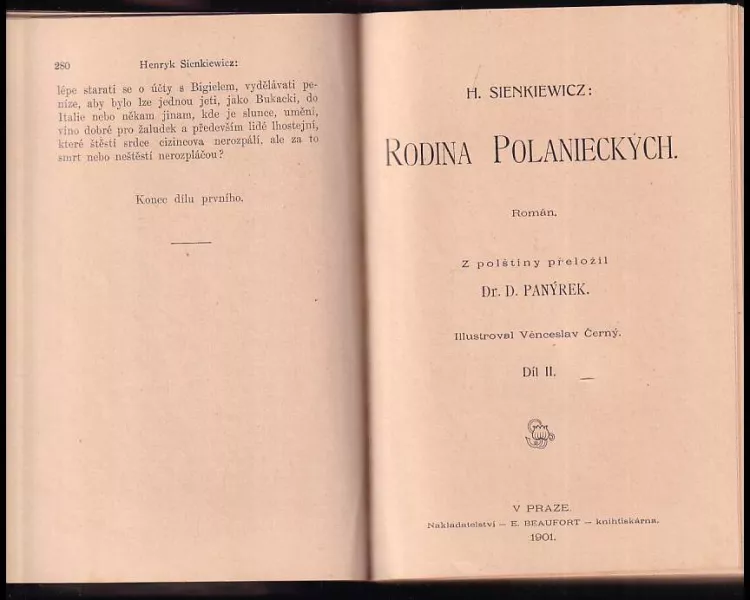 280
Henryk Sienkiewicz:
lépe starati se o účty s Bigielem, vydělávati pe-
níze, aby bylo lze jednou jeti, jako Bukacki, do
Italie nebo někam jinam, kde je slunce, umění,
víno dobré pro žaludek a především lidé lhostejní,
které štěstí srdce cizincova nerozpálí, ale za to
smrt nebo neštěstí nerozpláčou?
Konec dílu prvního.
H. SIENKIEWICZ:
RODINA POLANIECKÝCH.
Román.
Z polštiny přeložil
Dr. D. PANÝREK.
Illustroval Věnceslav Černý.
Díl II.
V PRAZE.
Nakladatelství – E. BEAUFORT – knihtiskárna.
1901.